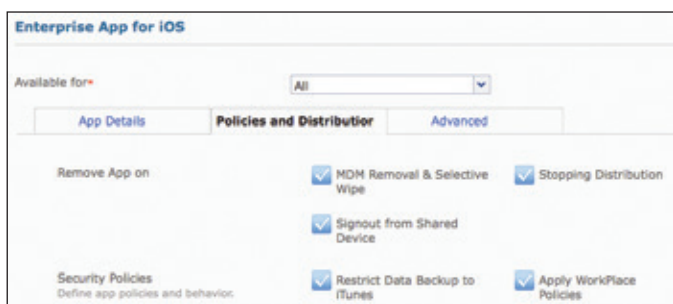 Enterprise App for iOS
Available for*
All
App Details
Policies and Distribution
Advanced
Remove App on
MDM Removal & Selective
Wipe
Stopping Distribution
Signout from Shared
Device
Security Policies
Define app policies and behavior.
Restrict Data Backup to
iTunes
Apply WorkPlace
Policies